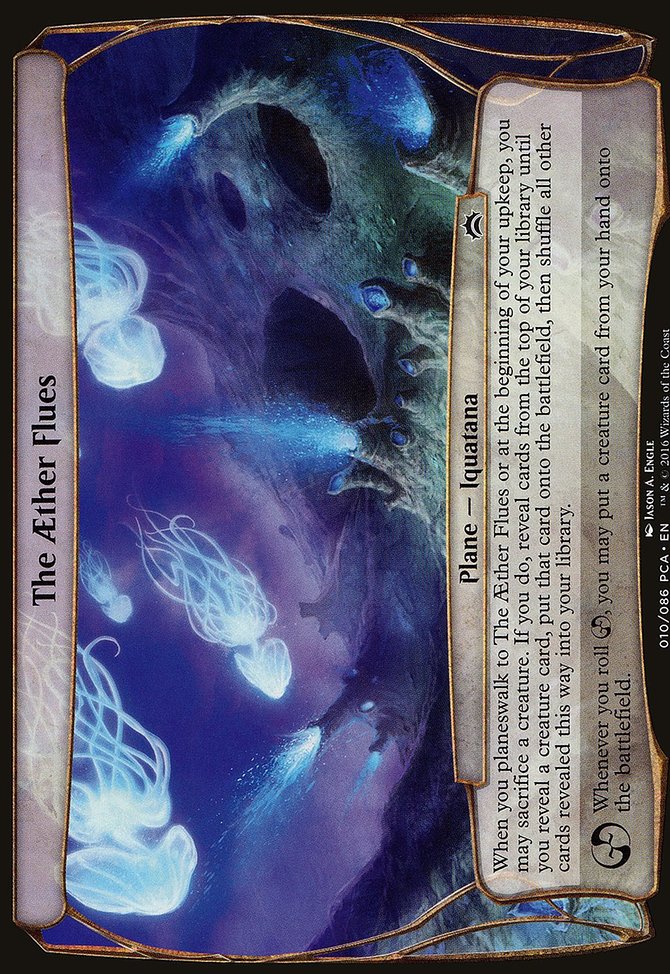 The Æther Flues
Plane — Iquatana
When you planeswalk to The Æther Flues or at the beginning of your upkeep, you
may sacrifice a creature. If you do, reveal cards from the top of your library until
you reveal a creature card, put that card onto the battlefield, then shuffle all other
cards revealed this way into your library.
Whenever you roll , you may put a creature card from your hand onto
the battlefield.
Jason A. Engle
010/086 PCA • EN ™ & © 2016 Wizards of the Coast